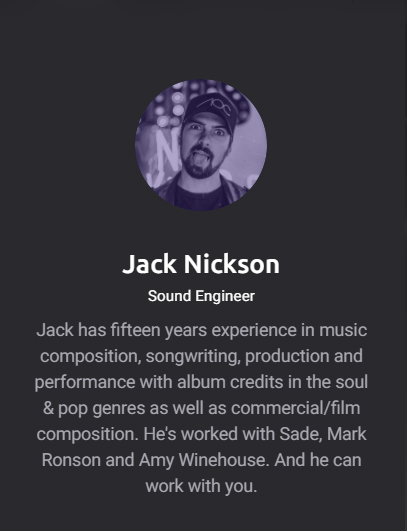 Jack Nickson
Sound Engineer
Jack has fifteen years experience in music
composition, songwriting, production and
performance with album credits in the soul
& pop genres as well as commercial/film
composition. He's worked with Sade, Mark
Ronson and Amy Winehouse. And he can
work with you.